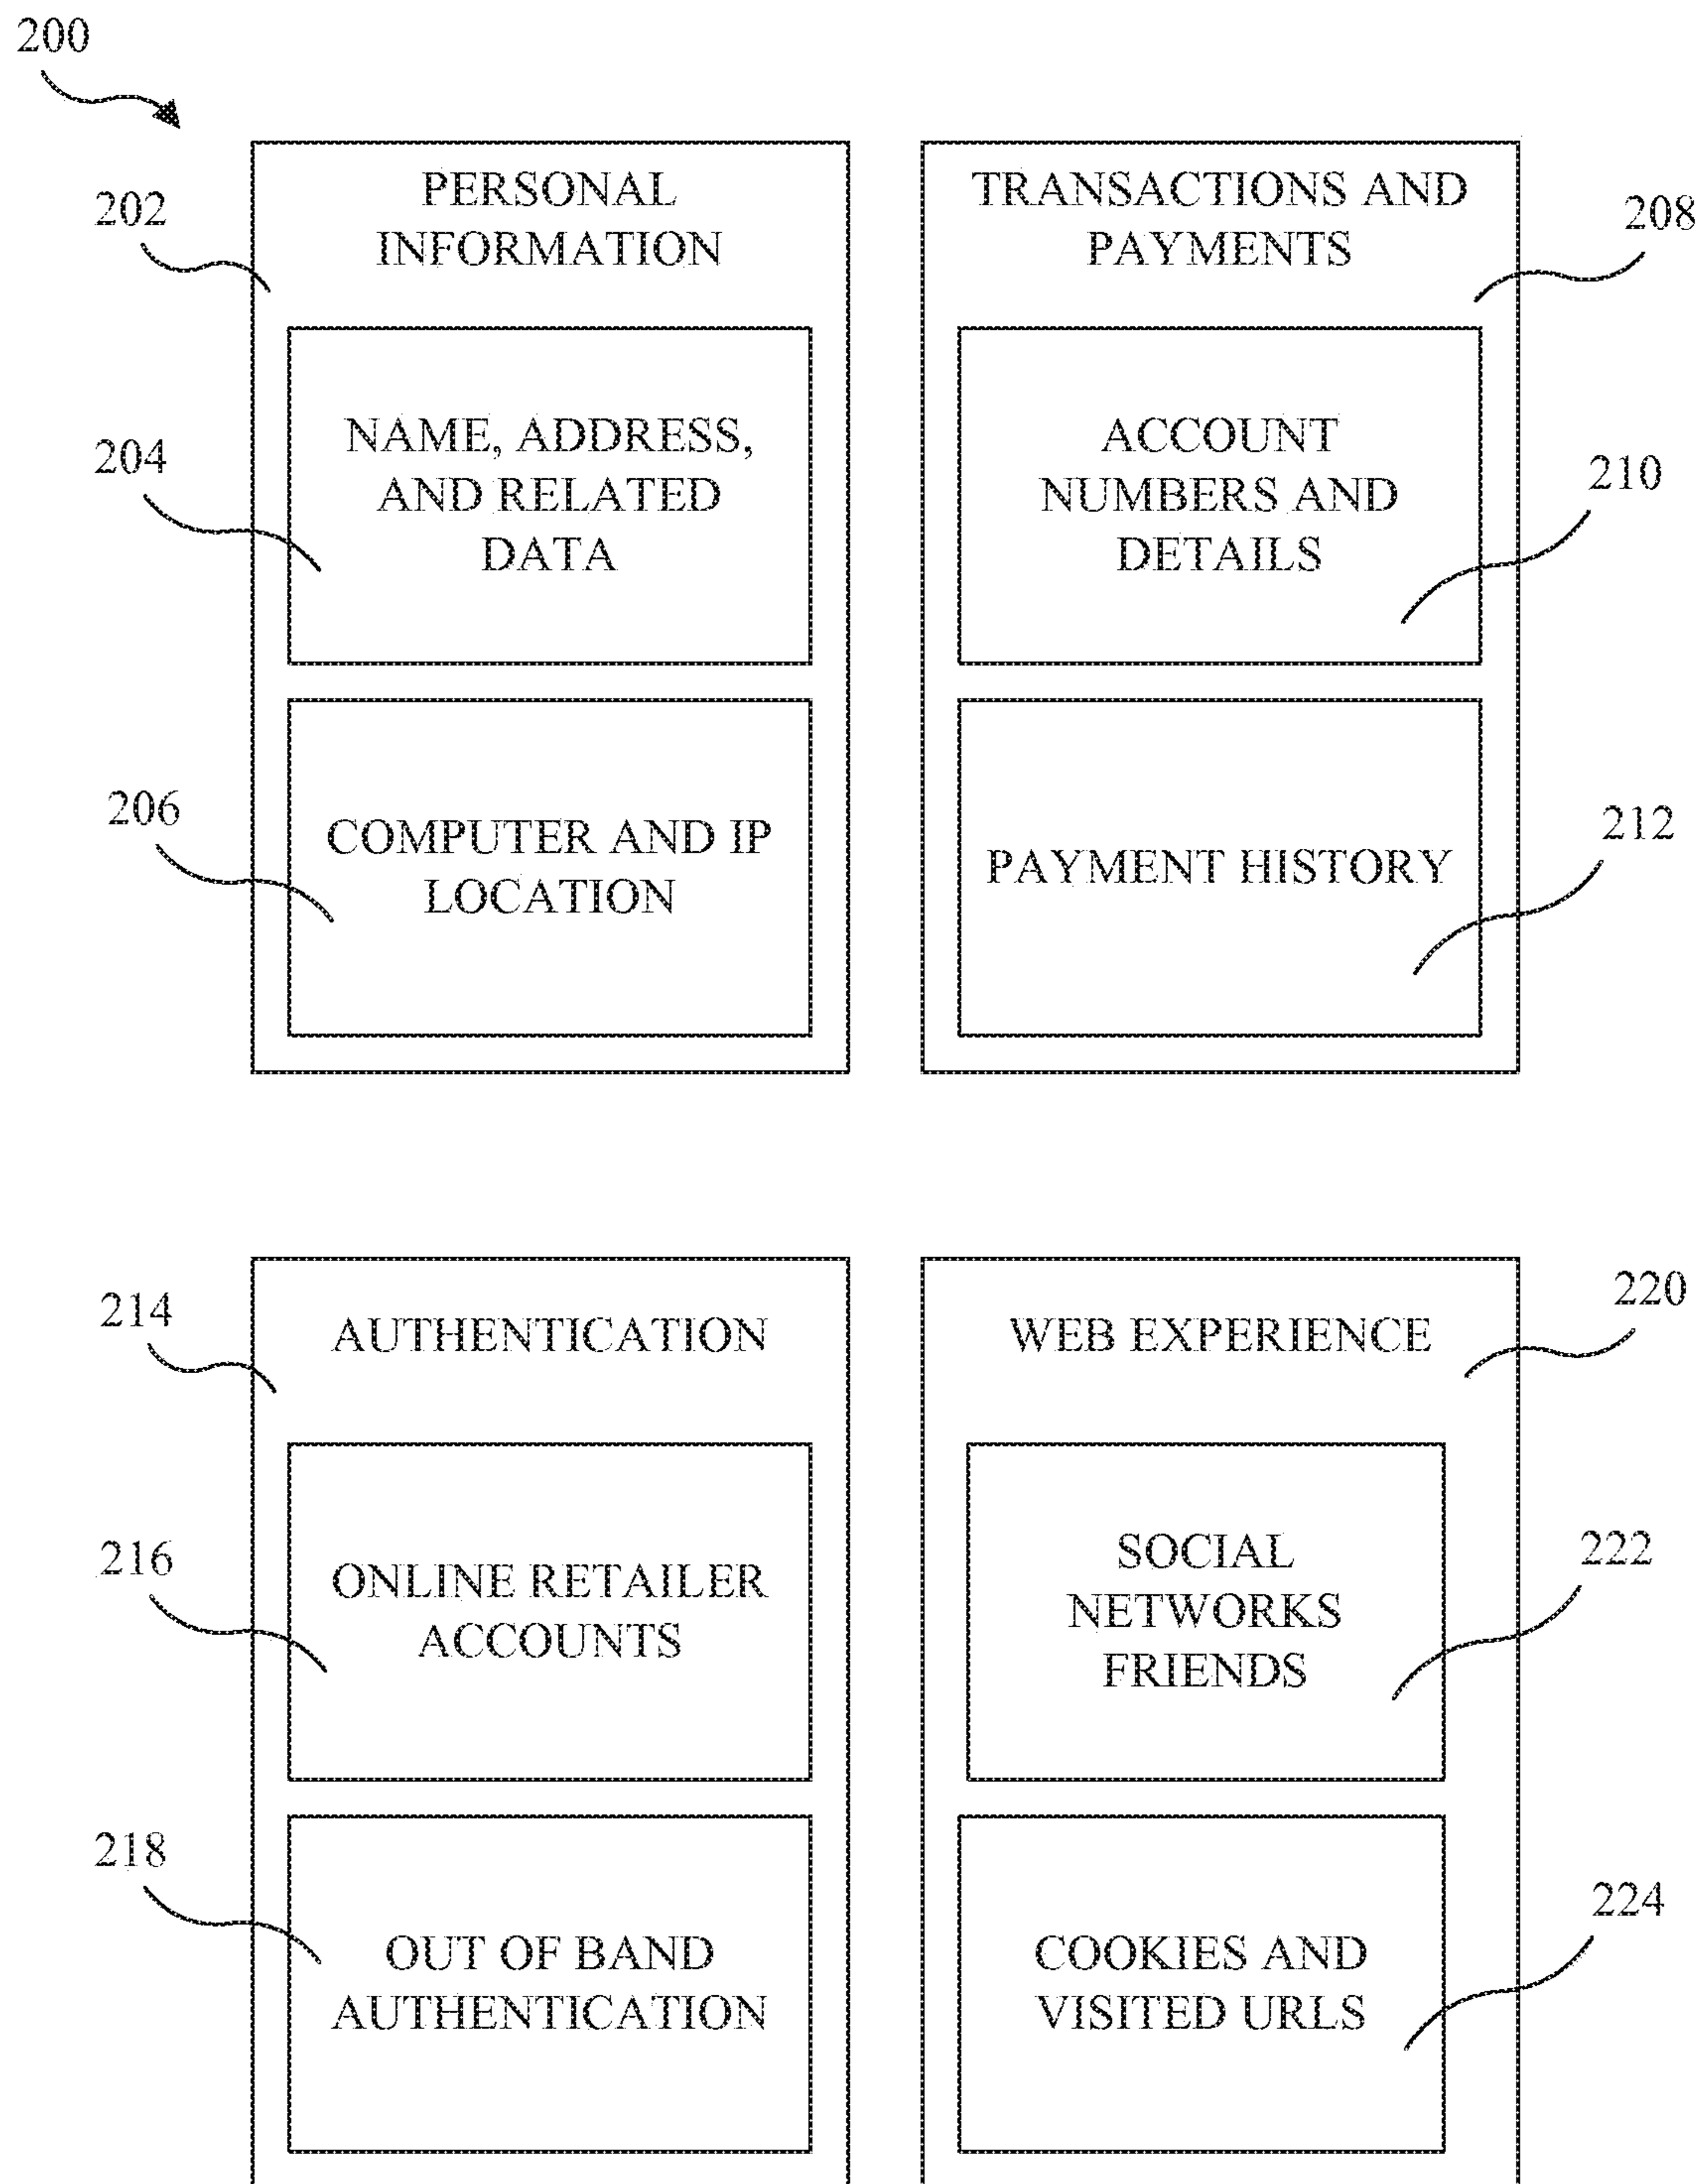 200
202
PERSONAL
INFORMATION
204
NAME, ADDRESS,
AND RELATED
DATA
206
COMPUTER AND IP
LOCATION
TRANSACTIONS AND
PAYMENTS
208
ACCOUNT
NUMBERS AND
DETAILS
210
PAYMENT HISTORY
212
214
AUTHENTICATION
216
ONLINE RETAILER
ACCOUNTS
218
OUT OF BAND
AUTHENTICATION
WEB EXPERIENCE
220
SOCIAL
NETWORKS
FRIENDS
222
COOKIES AND
VISITED URLS
224